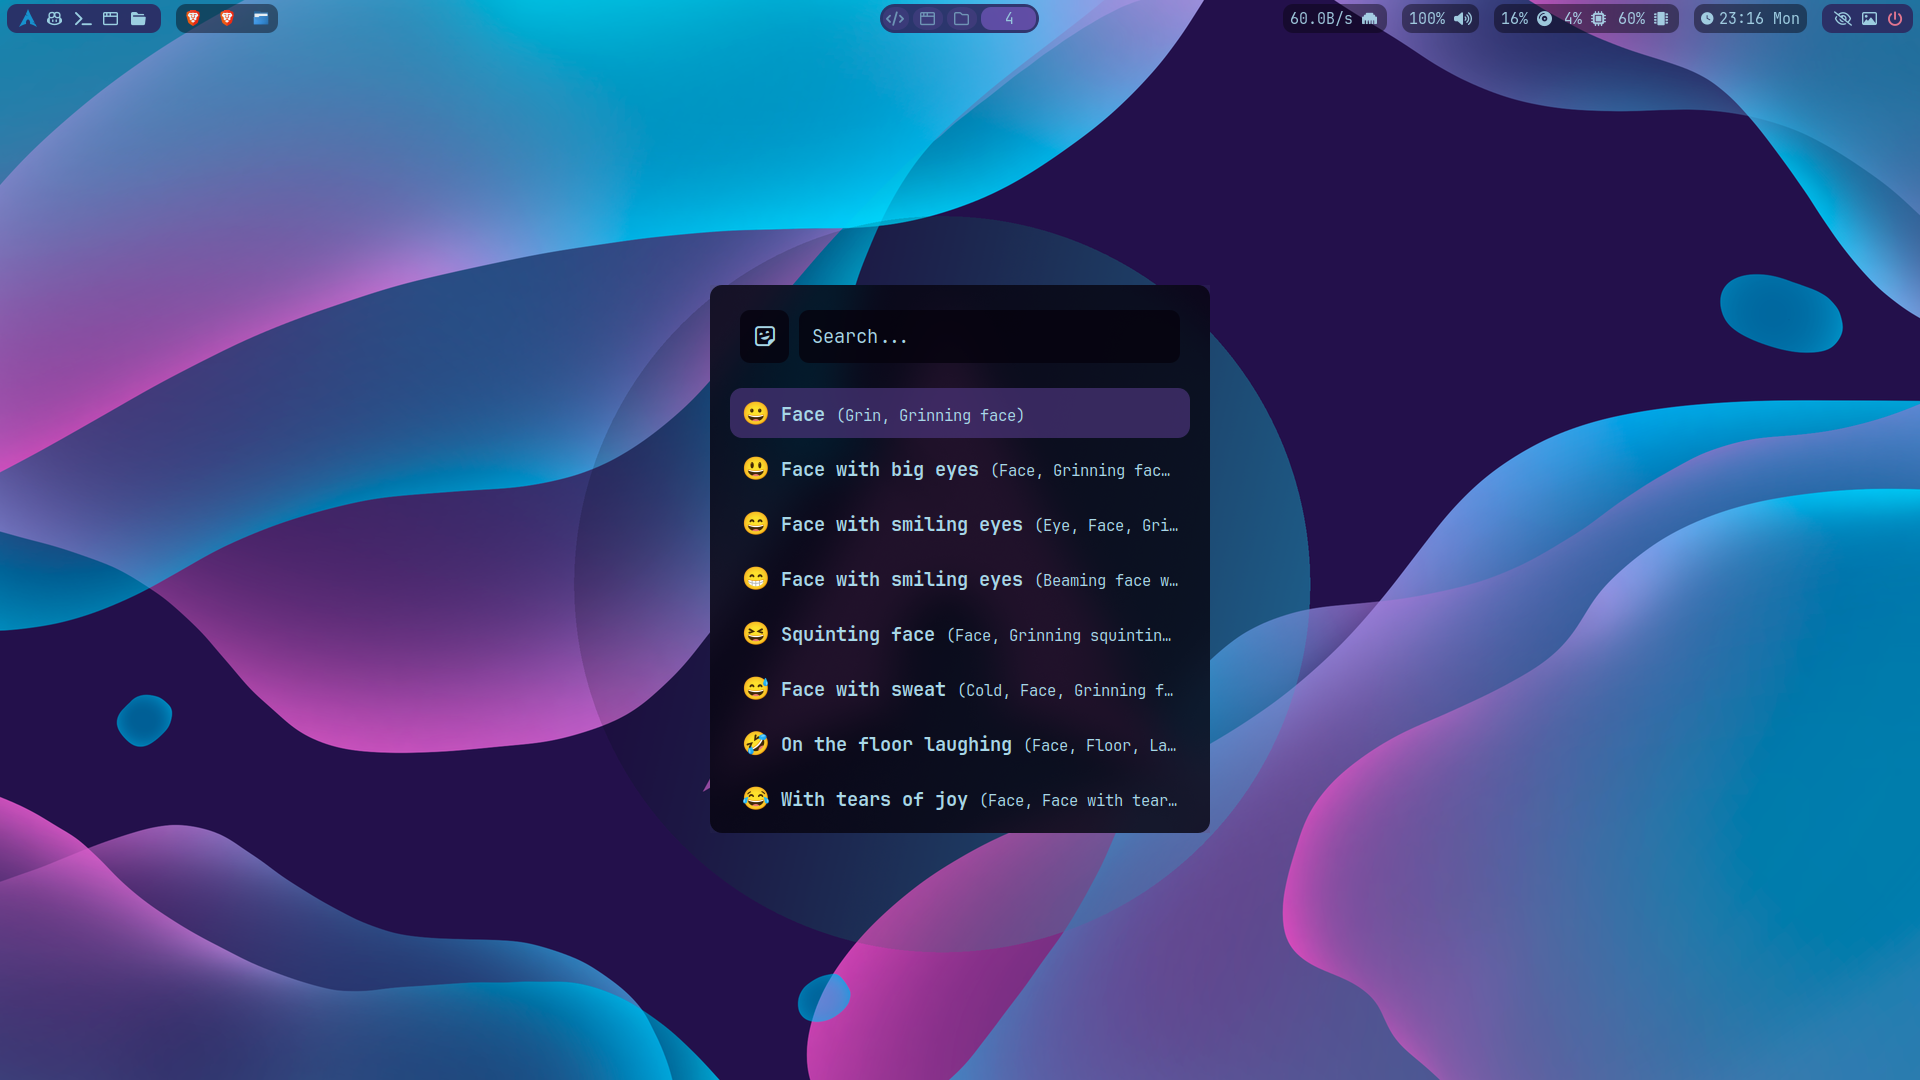 4
60.0B/s 100% 16% 4% 60% 23:16 Mon
Search...
Face (Grin, Grinning face)
Face with big eyes (Face, Grinning fac…
Face with smiling eyes (Eye, Face, Gri…
Face with smiling eyes (Beaming face w…
Squinting face (Face, Grinning squintin…
Face with sweat (Cold, Face, Grinning f…
On the floor laughing (Face, Floor, La…
With tears of joy (Face, Face with tear…